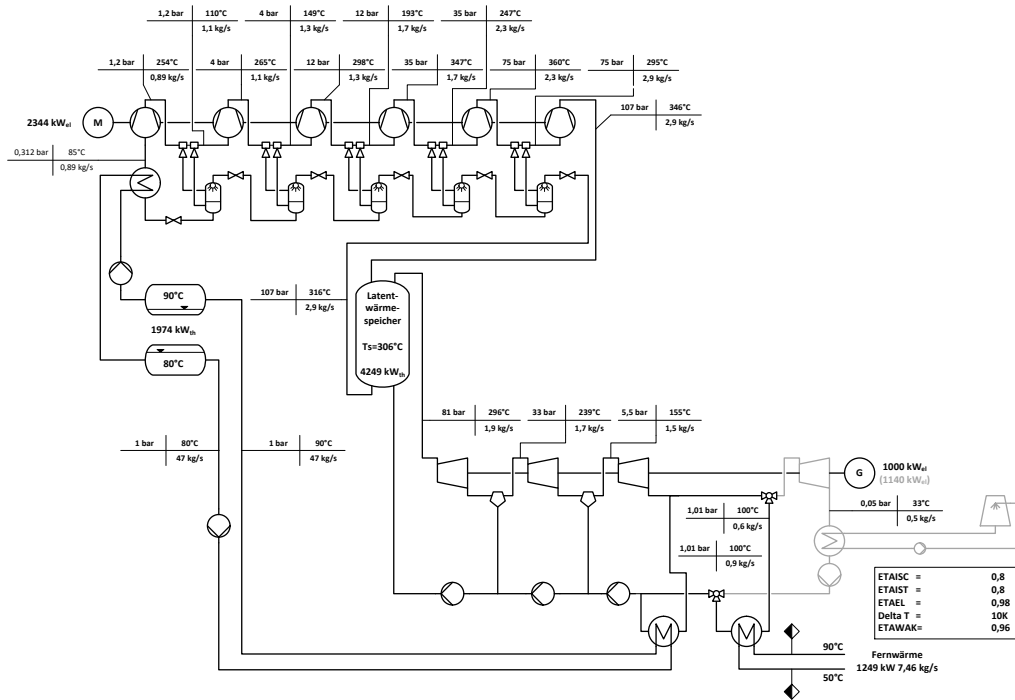 1,2 bar 110°C 4 bar 149°C 12 bar 193°C 35 bar 247°C
1,1 kg/s 1,3 kg/s 1,7 kg/s 2,3 kg/s
1,2 bar 254°C 4 bar 265°C 12 bar 298°C 35 bar 347°C 75 bar 360°C 75 bar 295°C
0,89 kg/s 1,1 kg/s 1,3 kg/s 1,7 kg/s 2,3 kg/s 2,9 kg/s
107 bar 346°C
2,9 kg/s
2344 kWel M
0,312 bar 85°C
0,89 kg/s
90°C
107 bar 316°C
2,9 kg/s
Latent-
wärme-
speicher
Ts=306°C
4249 kWth
1974 kWth
80°C
81 bar 296°C 33 bar 239°C 5,5 bar 155°C
1,9 kg/s 1,7 kg/s 1,5 kg/s
1 bar 80°C 1 bar 90°C
47 kg/s 47 kg/s
G 1000 kWel
(1140 kWel)
0,05 bar 33°C
0,5 kg/s
1,01 bar 100°C
0,6 kg/s
1,01 bar 100°C
0,9 kg/s
ETAISC = 0,8
ETAIST = 0,8
ETAEL = 0,98
Delta T = 10K
ETAWAK= 0,96
90°C
Fernwärme
1249 kW 7,46 kg/s
50°C